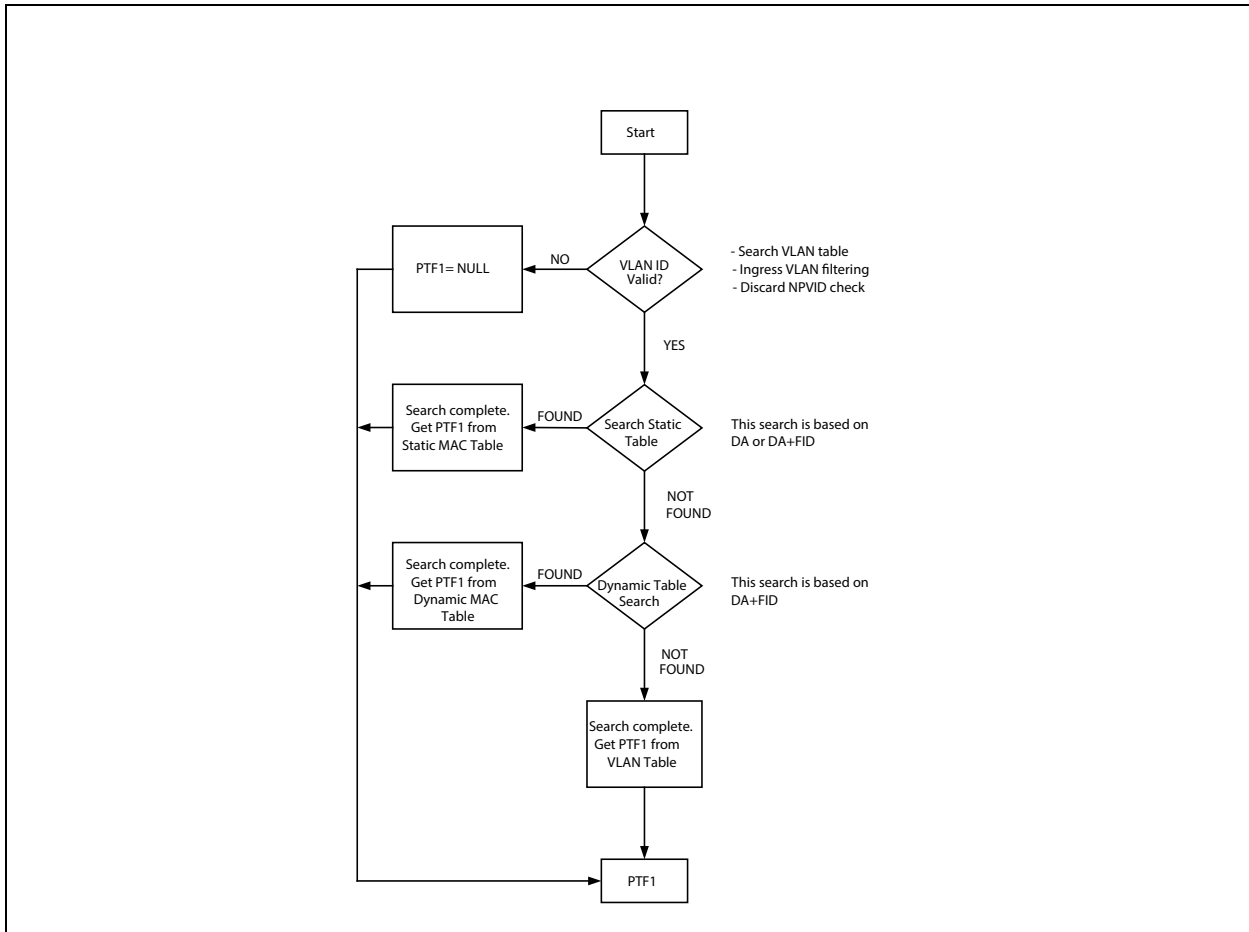 Start
PTF1= NULL
NO
VLAN ID
Valid?
- Search VLAN table
- Ingress VLAN filtering
- Discard NPVID check
YES
Search complete.
Get PTF1 from
Static MAC Table
FOUND
Search Static
Table
This search is based on
DA or DA+FID
NOT
FOUND
Search complete.
Get PTF1 from
Dynamic MAC
Table
FOUND
Dynamic Table
Search
This search is based on
DA+FID
NOT
FOUND
Search complete.
Get PTF1 from
VLAN Table
PTF1